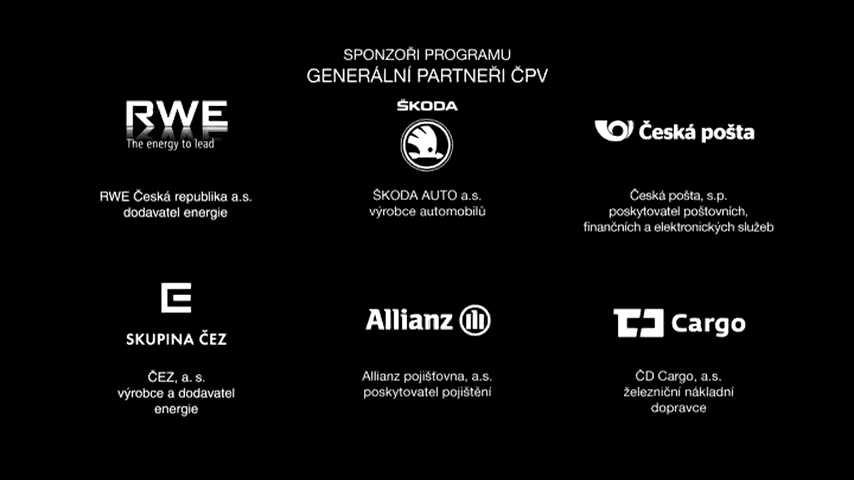 SPONZOŘI PROGRAMU
GENERÁLNÍ PARTNEŘI ČPV
RWE
The energy to lead
RWE Česká republika a.s.
dodavatel energie
ŠKODA
ŠKODA AUTO a.s.
výrobce automobilů
Česká pošta
Česká pošta, s.p.
poskytovatel poštovních,
finančních a elektronických služeb
SKUPINA ČEZ
ČEZ, a. s.
výrobce a dodavatel
energie
Allianz
Allianz pojišťovna, a.s.
poskytovatel pojištění
ČD Cargo
ČD Cargo, a.s.
železniční nákladní
dopravce